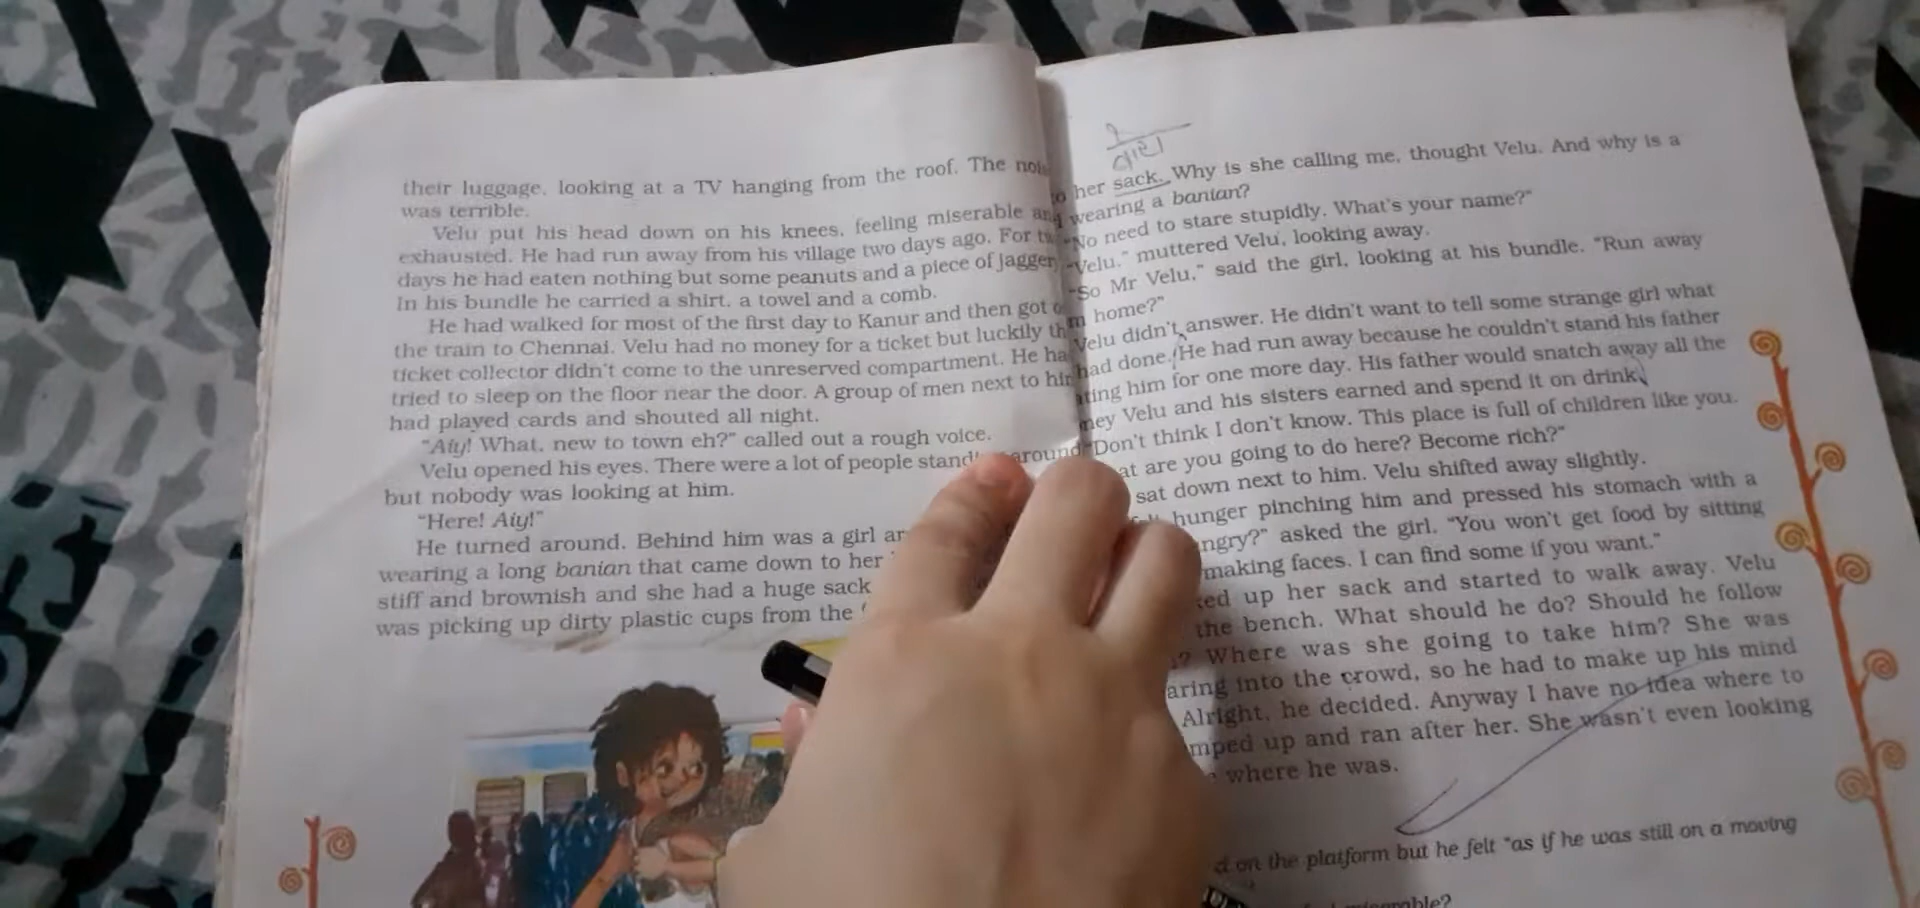 their luggage, looking at a TV hanging from the roof. The
was terrible.
Velu put his head down on his knees, feeling miserable
exhausted. He had run away from his village two days ago. For
days he had eaten nothing but some peanuts and a piece of
In his bundle he carried a shirt, a towel and a comb.
He had walked for most of the first day to Kanur and then got
the train to Chennai. Velu had no money for a ticket but luckily
ticket collector didn't come to the unreserved compartment. He
tried to sleep on the floor near the door. A group of men next to
had played cards and shouted all night.
"Aiy! What, new to town eh?" called out a rough voice.
Velu opened his eyes. There were a lot of people around
but nobody was looking at him.
"Here! Aiy!"
He turned around. Behind him was a girl
wearing a long banian that came down to her
stiff and brownish and she had a huge sack
was picking up dirty plastic cups from the
her sack. Why is she calling me, thought Velu. And why is a
wearing a banian?
"No need to stare stupidly. What's your name?"
"Velu," muttered Velu, looking away.
"So Mr Velu," said the girl, looking at his bundle. "Run away
home?"
Velu didn't answer. He didn't want to tell some strange girl what
had done. He had run away because he couldn't stand his father
him for one more day. His father would snatch away all the
Velu and his sisters earned and spend it on drink.
"Don't think I don't know. This place is full of children like you.
are you going to do here? Become rich?"
sat down next to him. Velu shifted away slightly.
hunger pinching him and pressed his stomach with a
asked the girl. "You won't get food by sitting
making faces. I can find some if you want."
up her sack and started to walk away. Velu
the bench. What should he do? Should he follow
Where was she going to take him? She was
into the crowd, so he had to make up his mind
Alright, he decided. Anyway I have no idea where to
up and ran after her. She wasn't even looking
where he was.
on the platform but he felt "as if he was still on a moving